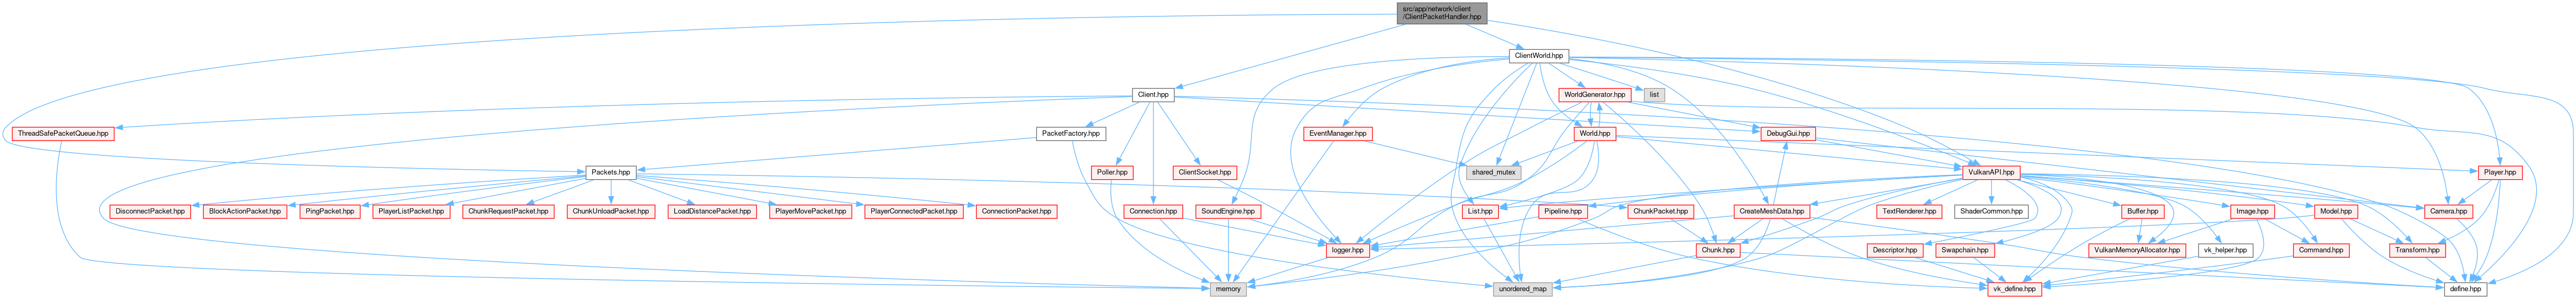 src/app/network/client
/ClientPacketHandler.hpp
ClientWorld.hpp
Client.hpp
WorldGenerator.hpp
list
ThreadSafePacketQueue.hpp
PacketFactory.hpp
EventManager.hpp
World.hpp
DebugGui.hpp
Packets.hpp
Poller.hpp
ClientSocket.hpp
shared_mutex
VulkanAPI.hpp
Player.hpp
DisconnectPacket.hpp
BlockActionPacket.hpp
PingPacket.hpp
PlayerListPacket.hpp
ChunkRequestPacket.hpp
ChunkUnloadPacket.hpp
LoadDistancePacket.hpp
PlayerMovePacket.hpp
PlayerConnectedPacket.hpp
ConnectionPacket.hpp
Connection.hpp
SoundEngine.hpp
List.hpp
Pipeline.hpp
ChunkPacket.hpp
CreateMeshData.hpp
TextRenderer.hpp
ShaderCommon.hpp
Buffer.hpp
Image.hpp
Model.hpp
Camera.hpp
logger.hpp
Chunk.hpp
Descriptor.hpp
Swapchain.hpp
VulkanMemoryAllocator.hpp
vk_helper.hpp
Command.hpp
Transform.hpp
memory
unordered_map
vk_define.hpp
define.hpp